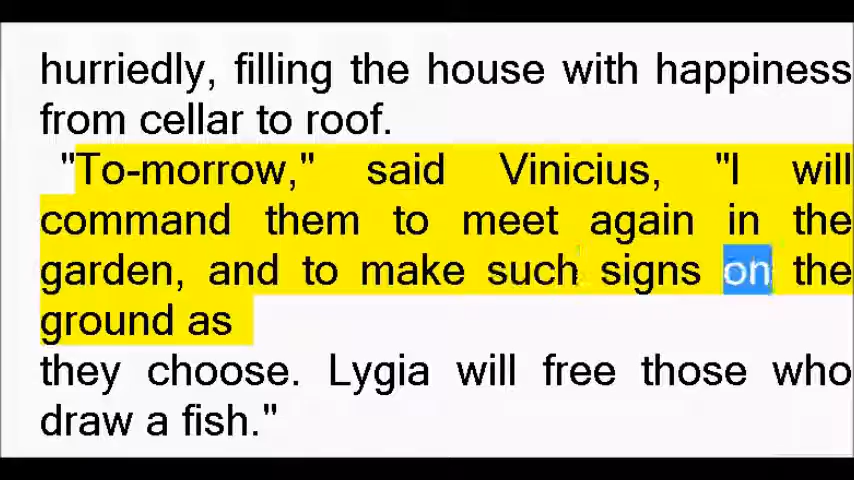 hurriedly, filling the house with happiness
from cellar to roof.
"To-morrow," said Vinicius, "I will
command them to meet again in the
garden, and to make such signs on the
ground as
they choose. Lygia will free those who
draw a fish."